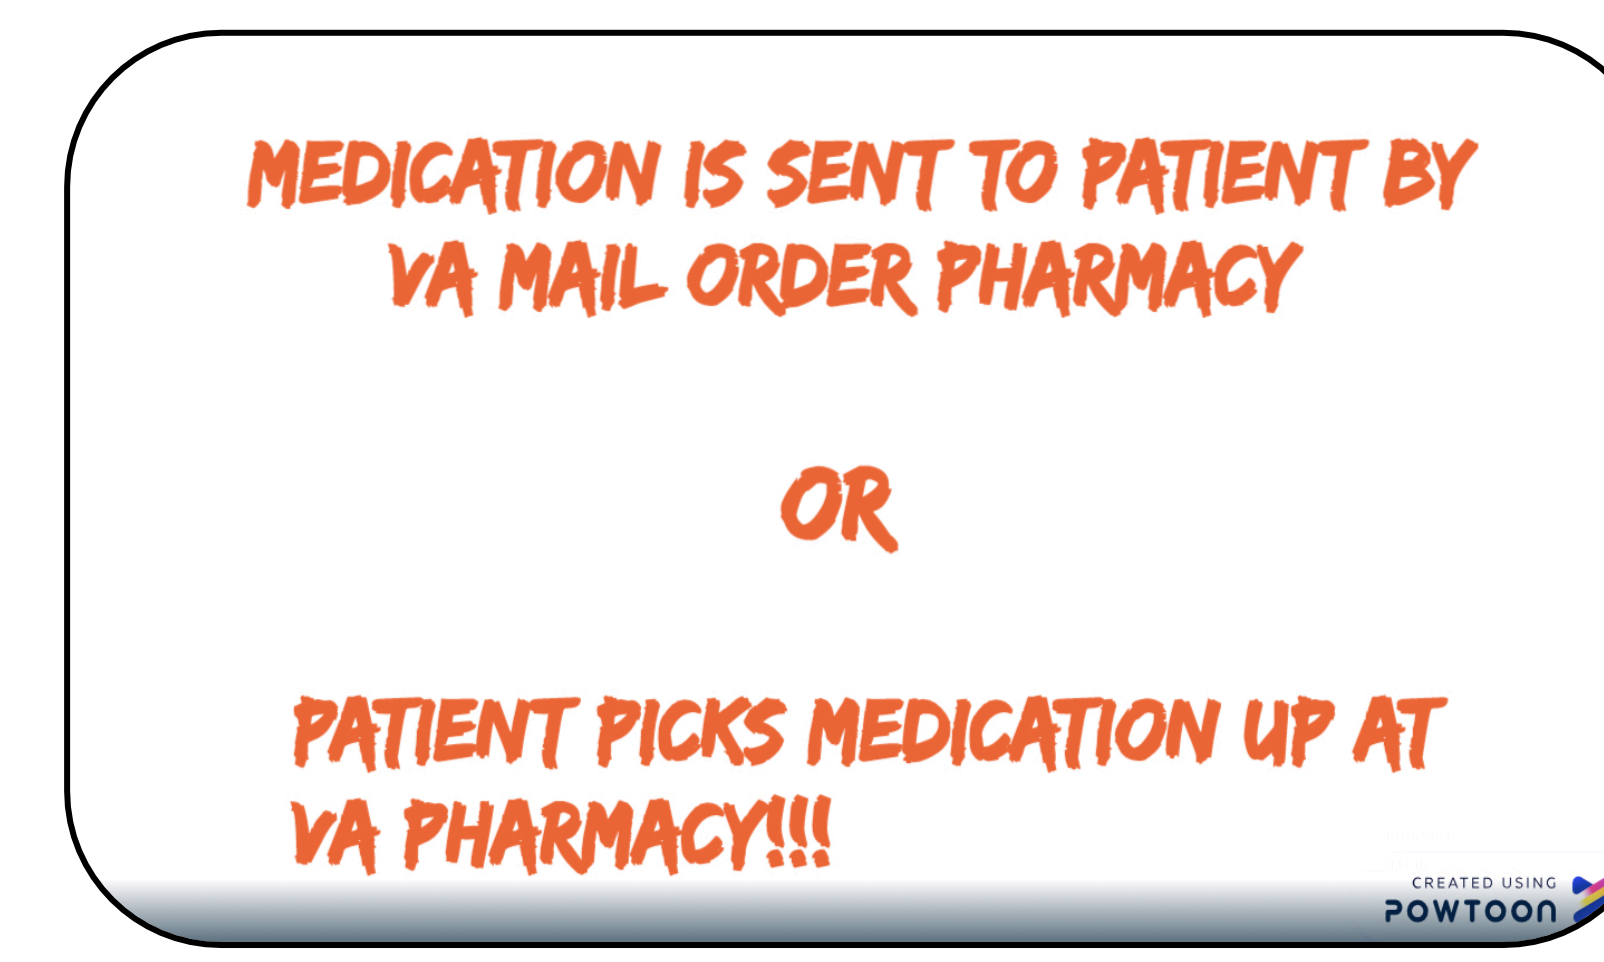 MEDICATION IS SENT TO PATIENT BY
VA MAIL ORDER PHARMACY
OR
PATIENT PICKS MEDICATION UP AT
VA PHARMACY!!!
CREATED USING
POWTOON